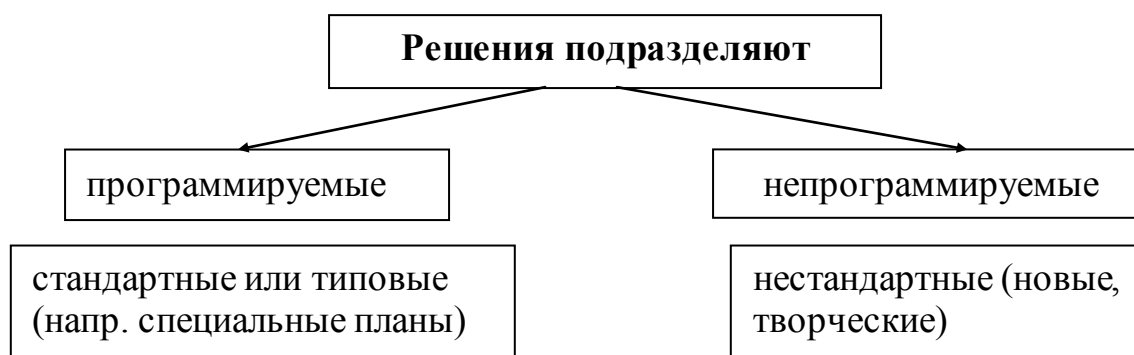 Решения подразделяют
программируемые
непрограммируемые
стандартные или типовые
(напр. специальные планы)
нестандартные (новые,
творческие)